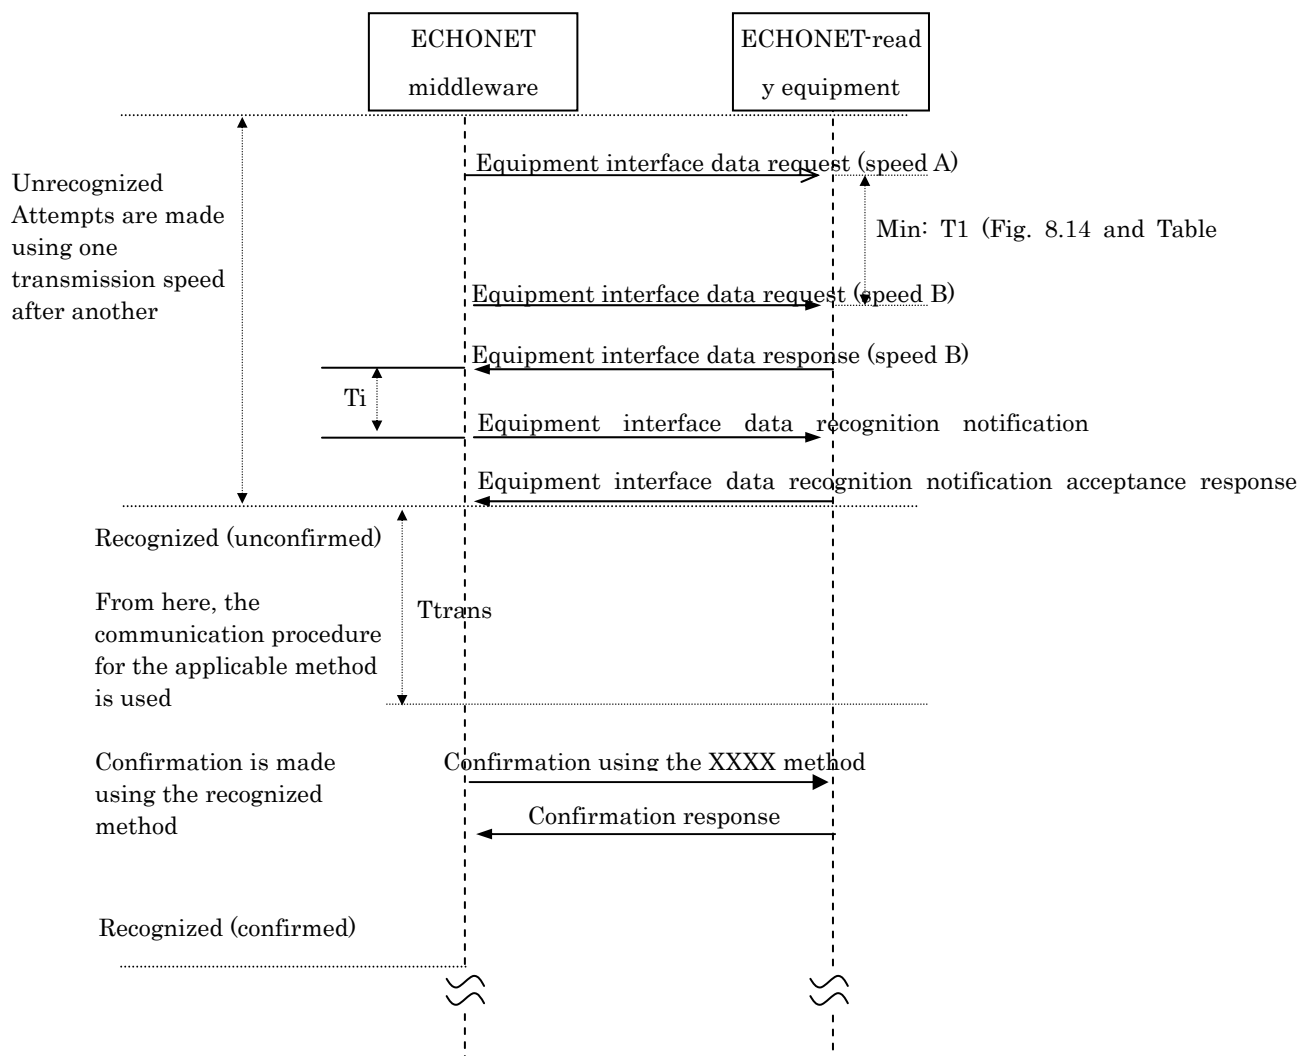 ECHONET
middleware
ECHONET-read
y equipment
Equipment interface data request (speed A)
Unrecognized
Attempts are made
using one
transmission speed
after another
Min: T1 (Fig. 8.14 and Table
Equipment interface data request (speed B)
Equipment interface data response (speed B)
Ti
Equipment interface data recognition notification
Equipment interface data recognition notification acceptance response
Recognized (unconfirmed)
From here, the
communication procedure
for the applicable method
is used
Ttrans
Confirmation is made
using the recognized
method
Confirmation using the XXXX method
Confirmation response
Recognized (confirmed)